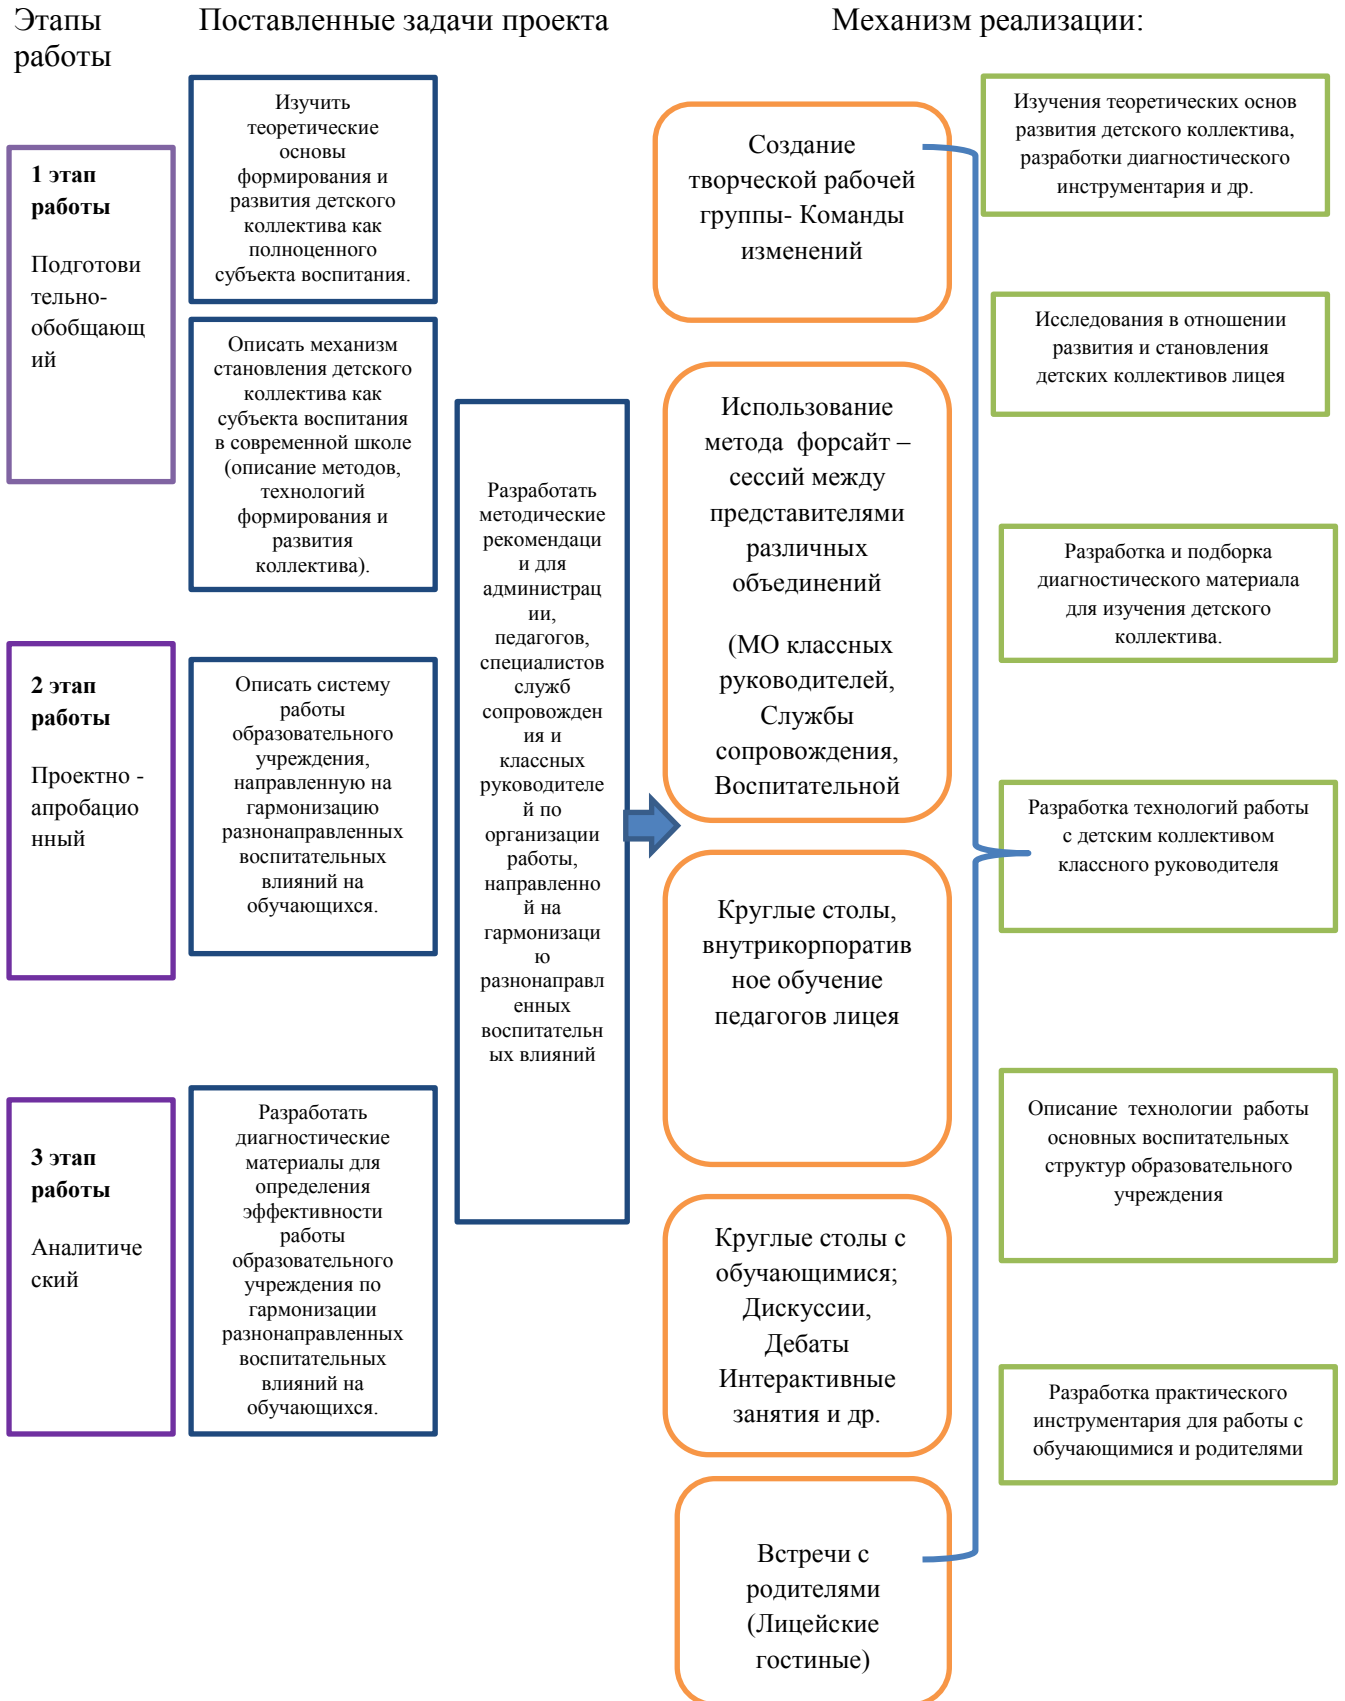 Этапы
работы
Поставленные задачи проекта
Механизм реализации:
1 этап
работы
Подготови
тельно-
обобщающ
ий
2 этап
работы
Проектно -
апробацио
нный
3 этап
работы
Аналитиче
ский
Изучить
теоретические
основы
формирования и
развития детского
коллектива как
полноценного
субъекта воспитания.
Описать механизм
становления детского
коллектива как
субъекта воспитания
в современной школе
(описание методов,
технологий
формирования и
развития
коллектива).
Описать систему
работы
образовательного
учреждения,
направленную на
гармонизацию
разнонаправленных
воспитательных
влияний на
обучающихся.
Разработать
диагностические
материалы для
определения
эффективности
работы
образовательного
учреждения по
гармонизации
разнонаправленных
воспитательных
влияний на
обучающихся.
Разработать
методические
рекомендаци
и для
администрац
ии,
педагогов,
специалистов
служб
сопровожден
ия и
классных
руководителе
й по
организации
работы,
направленно
й на
гармонизаци
ю
разнонаправл
енных
воспитательн
ых влияний
Создание
творческой рабочей
группы- Команды
изменений
Использование
метода форсайт –
сессий между
представителями
различных
объединений
(МО классных
руководителей,
Службы
сопровождения,
Воспитательной
Круглые столы,
внутрикорпоратив
ное обучение
педагогов лицея
Круглые столы с
обучающимися;
Дискуссии,
Дебаты
Интерактивные
занятия и др.
Встречи с
родителями
(Лицейские
гостиные)
Изучения теоретических основ
развития детского коллектива,
разработки диагностического
инструментария и др.
Исследования в отношении
развития и становления
детских коллективов лицея
Разработка и подборка
диагностического материала
для изучения детского
коллектива.
Разработка технологий работы
с детским коллективом
классного руководителя
Описание технологии работы
основных воспитательных
структур образовательного
учреждения
Разработка практического
инструментария для работы с
обучающимися и родителями